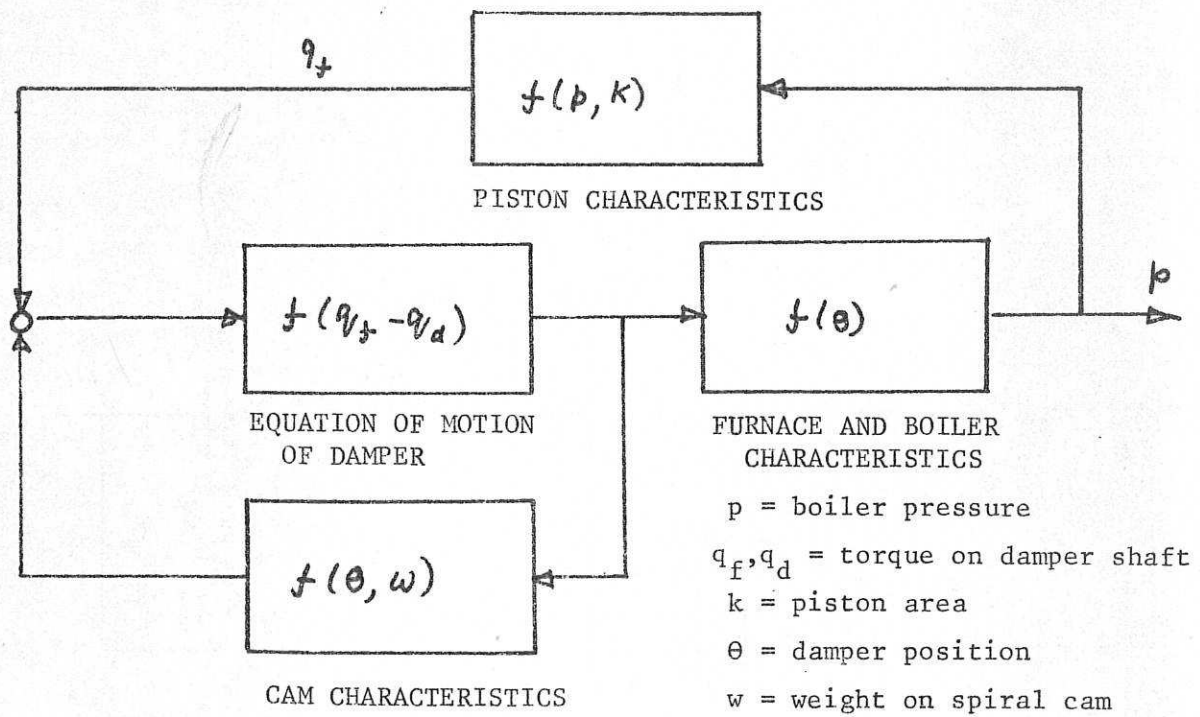 q_f
f(p, k)
PISTON CHARACTERISTICS
p
f(q_f - q_d)
f(θ)
EQUATION OF MOTION
OF DAMPER
FURNACE AND BOILER
CHARACTERISTICS
f(θ, w)
CAM CHARACTERISTICS
p = boiler pressure
q_f,q_d = torque on damper shaft
k = piston area
θ = damper position
w = weight on spiral cam